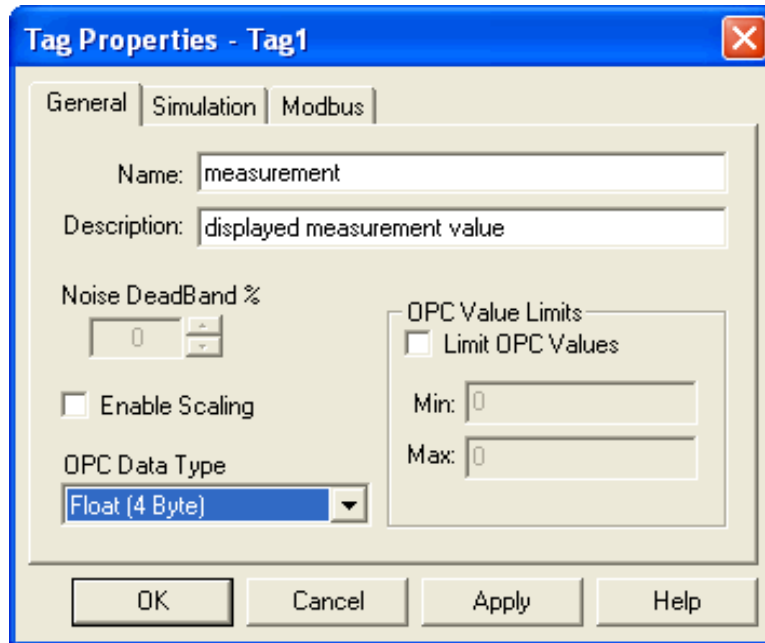 Tag Properties - Tag1
General Simulation Modbus
Name: measurement
Description: displayed measurement value
Noise DeadBand %
0
Enable Scaling
OPC Data Type
Float (4 Byte)
OPC Value Limits
Limit OPC Values
Min: 0
Max: 0
OK Cancel Apply Help